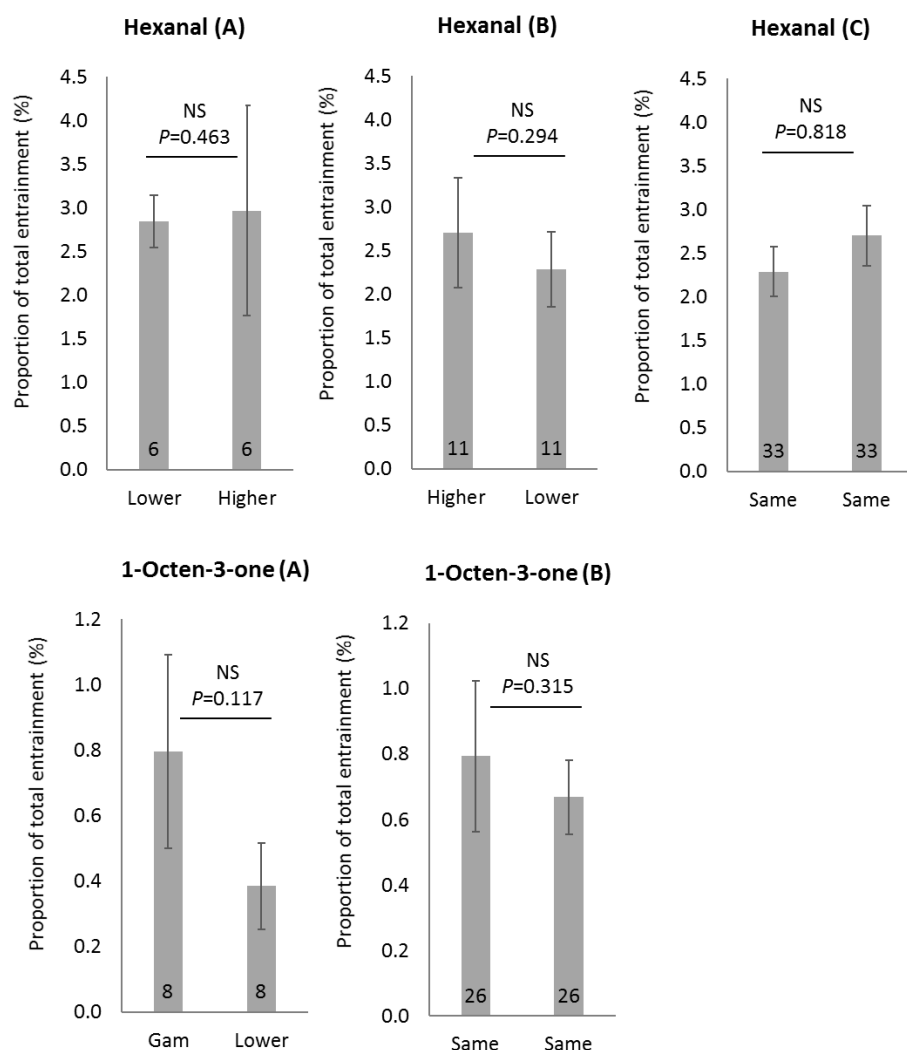 Hexanal (A)
Proportion of total entrainment (%)
4.5
4.0
3.5
3.0
2.5
2.0
1.5
1.0
0.5
0.0
NS
P=0.463
6
6
Lower
Higher
Hexanal (B)
Proportion of total entrainment (%)
4.5
4.0
3.5
3.0
2.5
2.0
1.5
1.0
0.5
0.0
NS
P=0.294
11
11
Higher
Lower
Hexanal (C)
Proportion of total entrainment (%)
4.5
4.0
3.5
3.0
2.5
2.0
1.5
1.0
0.5
0.0
NS
P=0.818
33
33
Same
Same
1-Octen-3-one (A)
Proportion of total entrainment (%)
1.2
1.0
0.8
0.6
0.4
0.2
0.0
NS
P=0.117
8
8
Gam
Lower
1-Octen-3-one (B)
Proportion of total entrainment (%)
1.2
1.0
0.8
0.6
0.4
0.2
0.0
NS
P=0.315
26
26
Same
Same